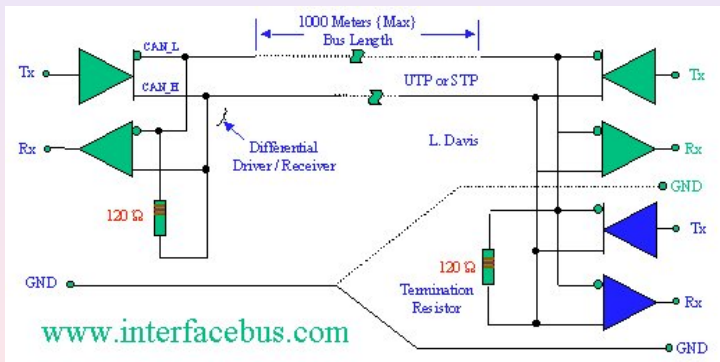 1000 Meters {Max}
Bus Length
CAN_L
Tx
CAN_H
UTP or STP
Tx
Rx
Differential
Driver / Receiver
L. Davis
Rx
GND
120 Ω
Tx
120 Ω
Termination
Resistor
GND
Rx
www.interfacebus.com
GND